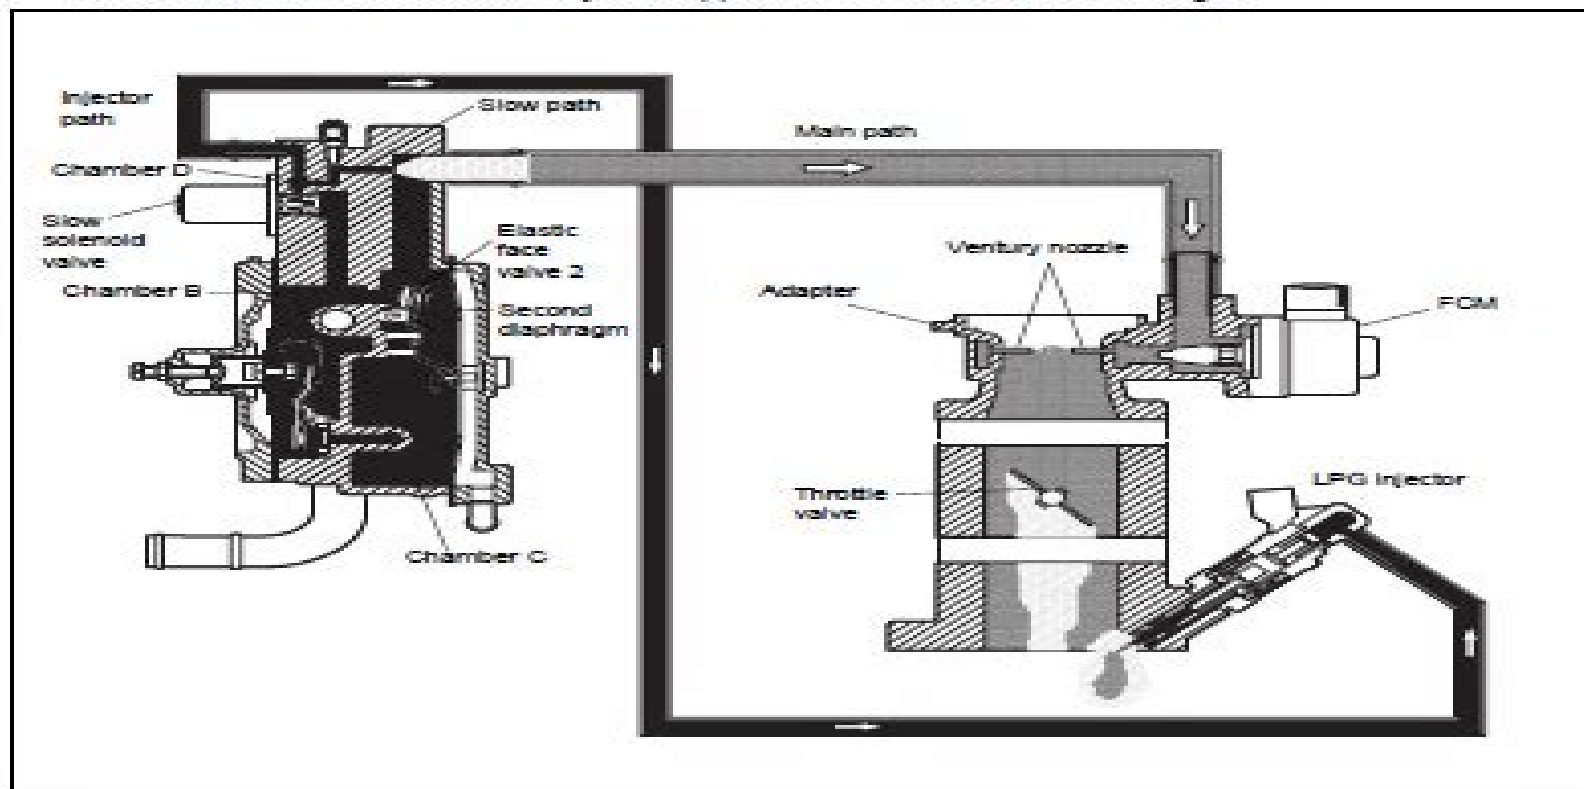 Injector
path
Slow path
Main path
Chamber D
Slow
solenoid
valve
Elastic
face
valve 2
Ventury nozzle
Chamber B
Adapter
FCM
Second
diaphragm
Throttle
valve
LPG injector
Chamber C